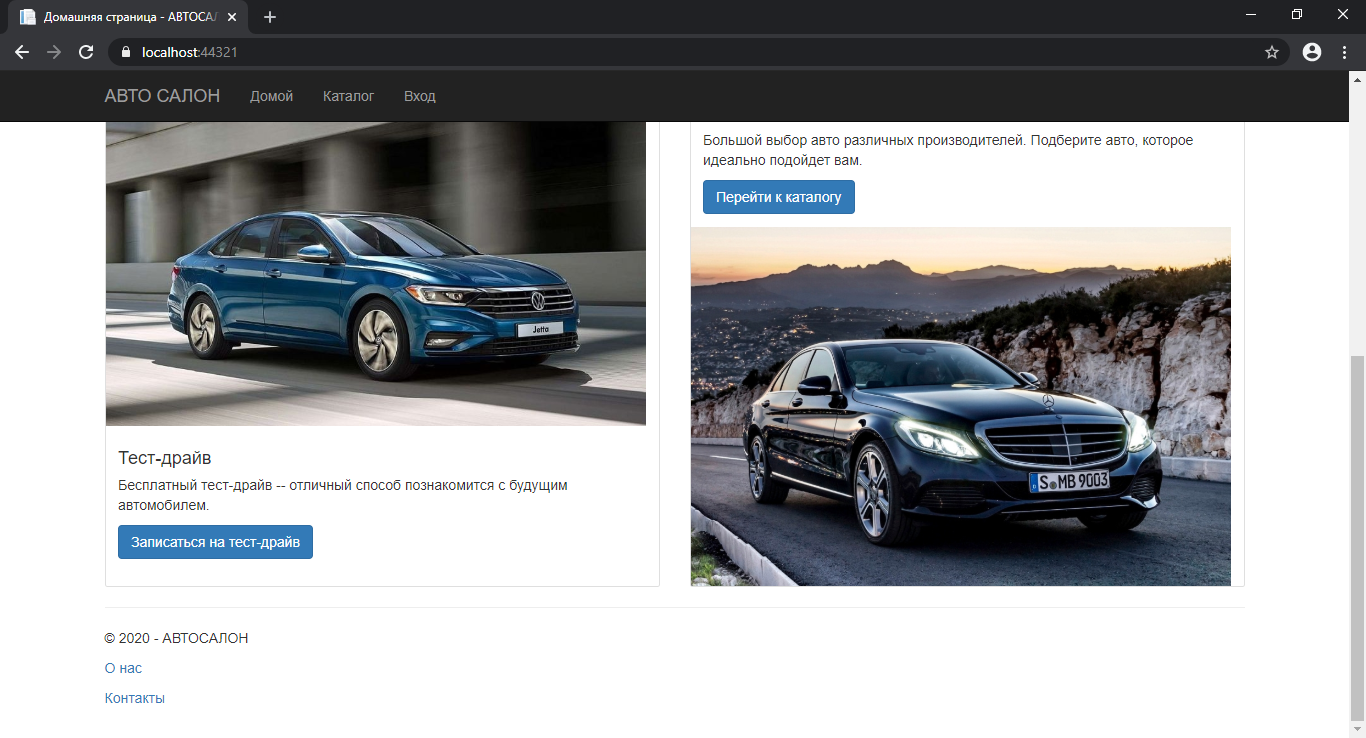 Домашняя страница - АВТОСА
localhost:44321
АВТО САЛОН
Домой
Каталог
Вход
Jetta
Тест-драйв
Бесплатный тест-драйв -- отличный способ познакомится с будущим
автомобилем.
Записаться на тест-драйв
Большой выбор авто различных производителей. Подберите авто, которое
идеально подойдет вам.
Перейти к каталогу
S MB 9003
© 2020 - АВТОСАЛОН
О нас
Контакты